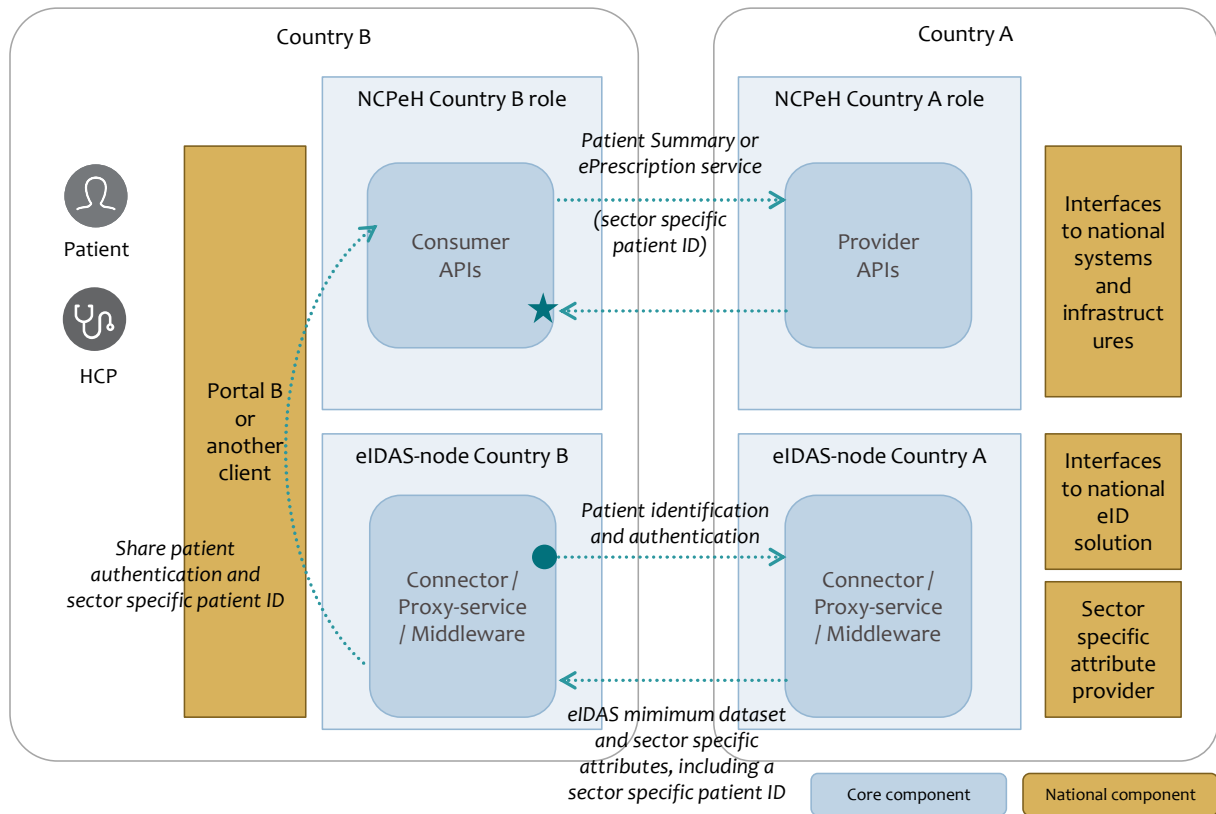 Country B
Country A
NCPeH Country B role
NCPeH Country A role
Patient
HCP
Portal B
or
another
client
Consumer
APIs
Patient Summary or
ePrescription service
(sector specific
patient ID)
Provider
APIs
Interfaces
to national
systems
and
infrastruct
ures
eIDAS-node Country B
eIDAS-node Country A
Share patient
authentication and
sector specific patient ID
Connector /
Proxy-service
/ Middleware
Patient identification
and authentication
Connector /
Proxy-service
/ Middleware
Interfaces
to national
eID
solution
Sector
specific
attribute
provider
eIDAS mimimum dataset
and sector specific
attributes, including a
sector specific patient ID
Core component
National component